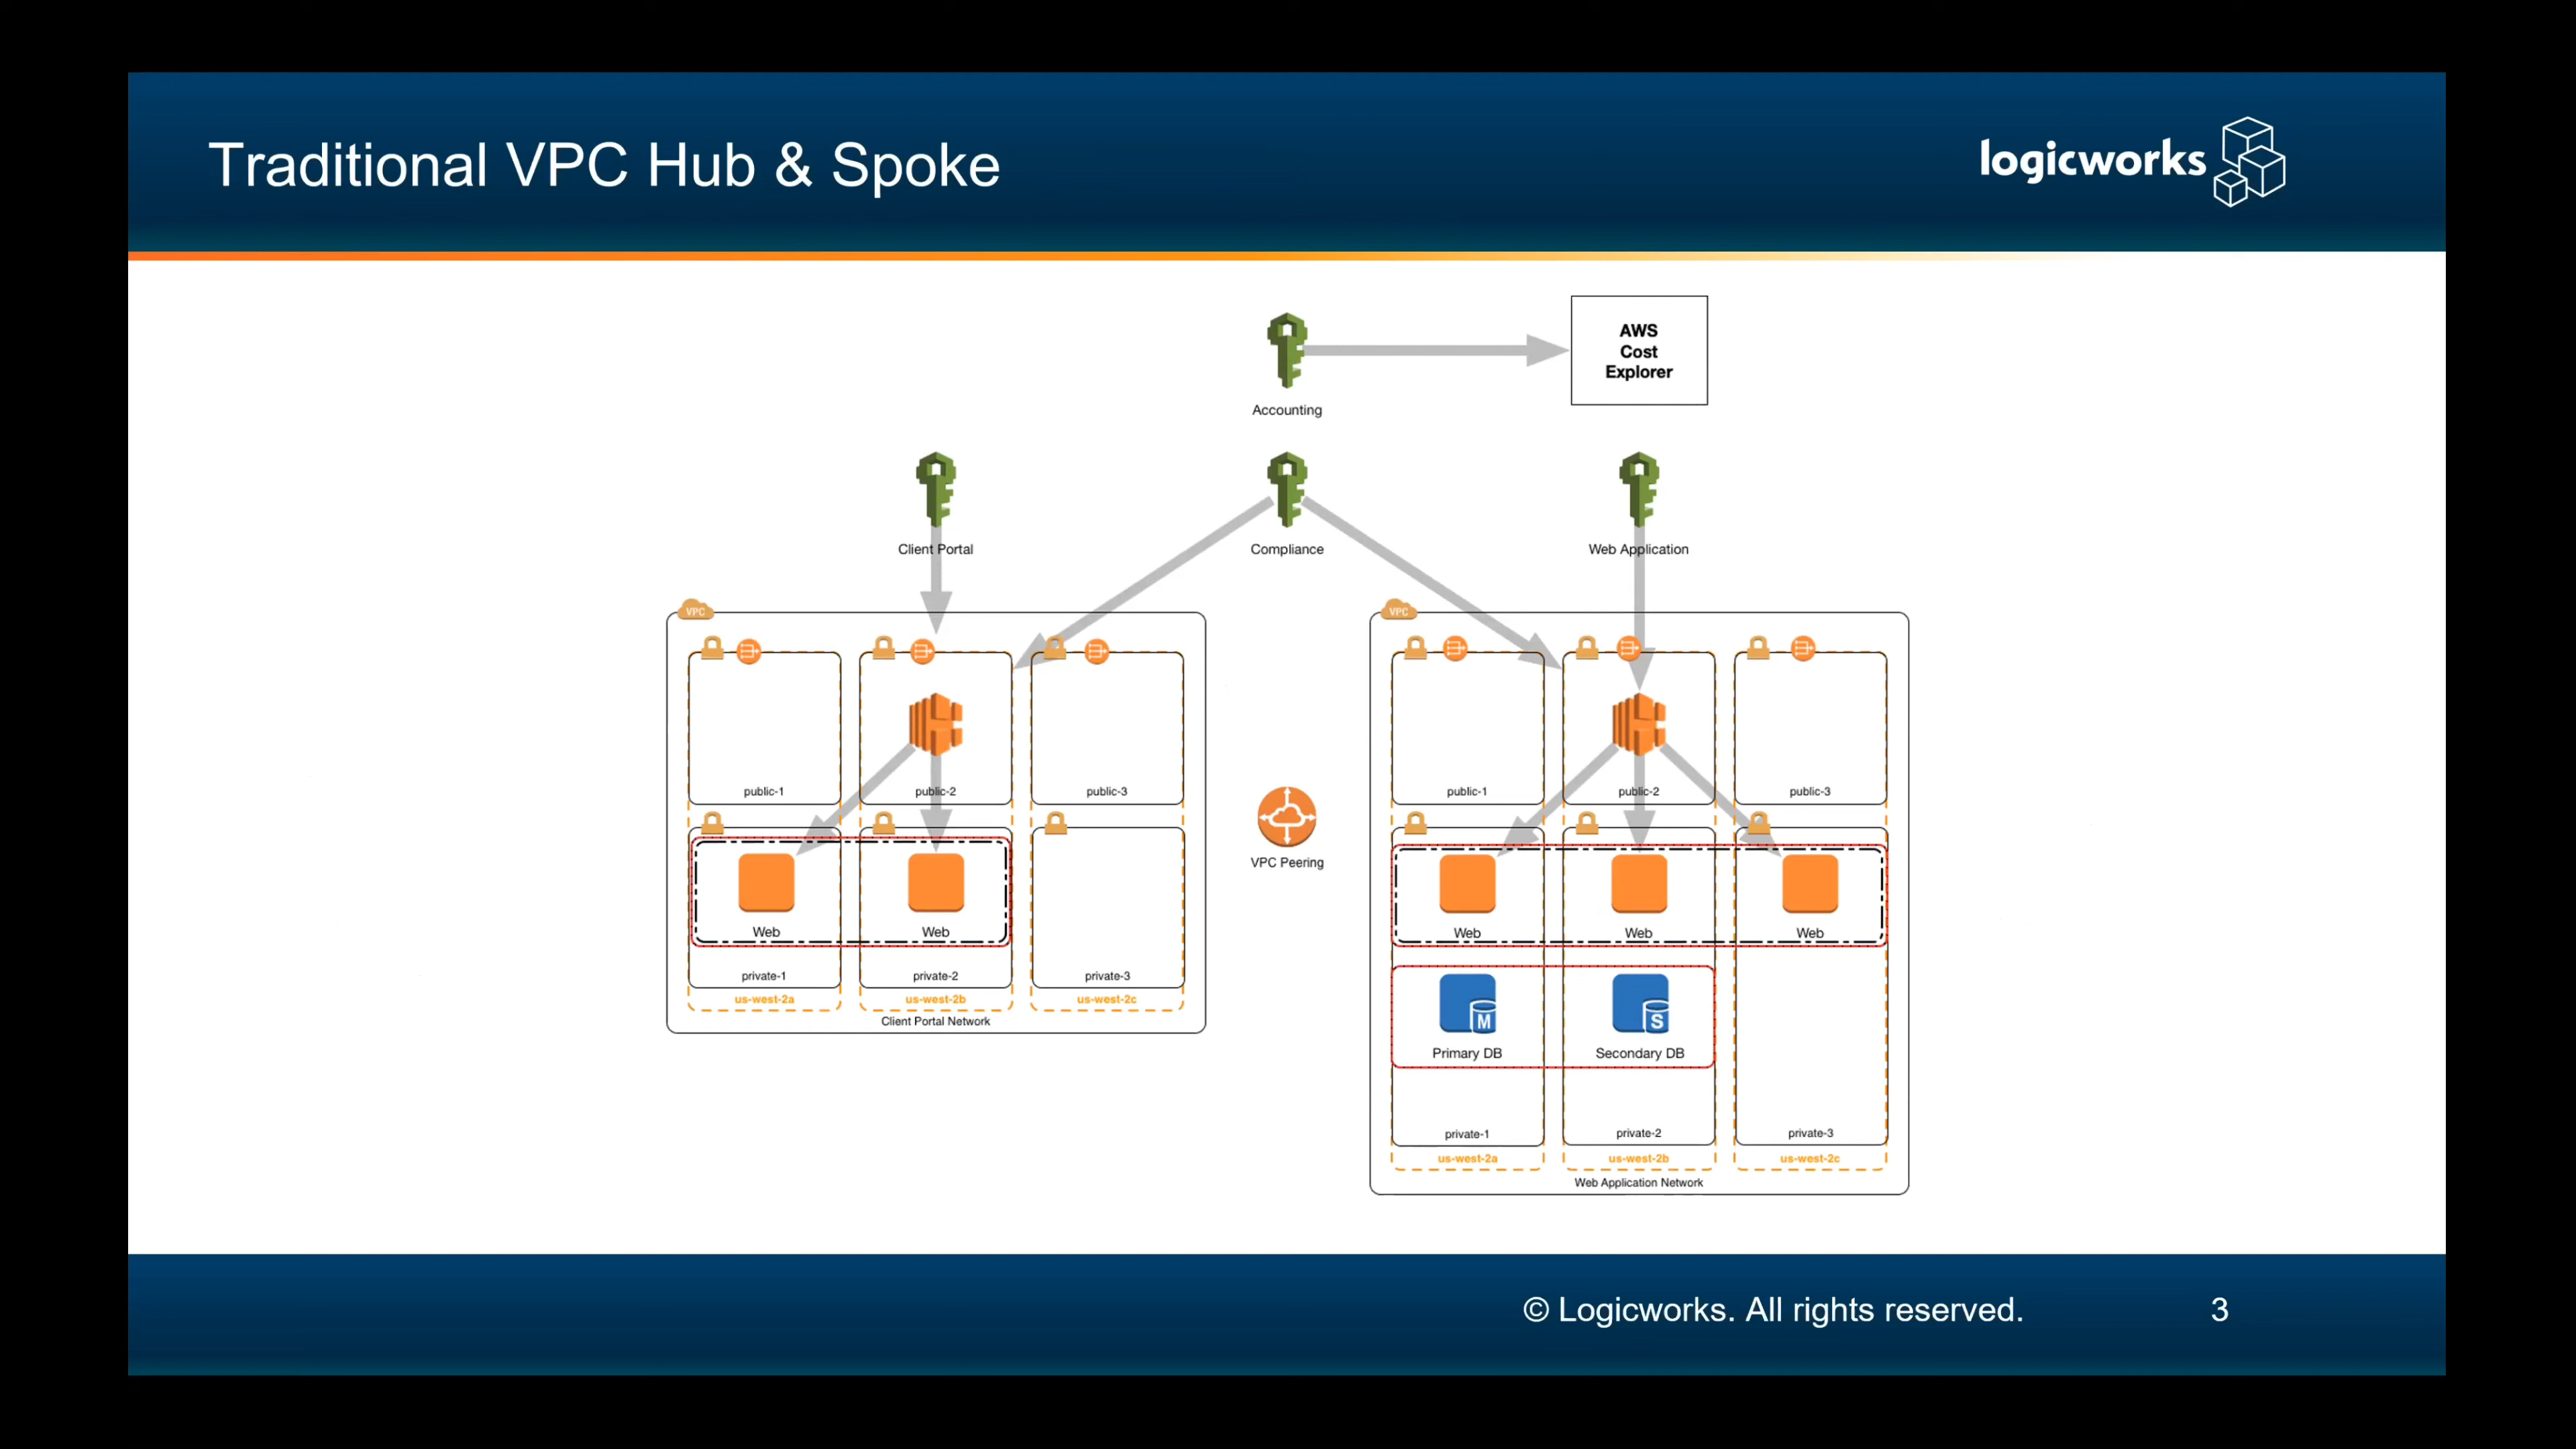 Traditional VPC Hub & Spoke
logicworks
AWS
Cost
Explorer
Accounting
Client Portal
Compliance
Web Application
VPC
public-1
public-2
public-3
Web
Web
private-1
private-2
private-3
us-west-2a
us-west-2b
us-west-2c
Client Portal Network
VPC Peering
VPC
public-1
public-2
public-3
Web
Web
Web
M
S
Primary DB
Secondary DB
private-1
private-2
private-3
us-west-2a
us-west-2b
us-west-2c
Web Application Network
© Logicworks. All rights reserved.
3